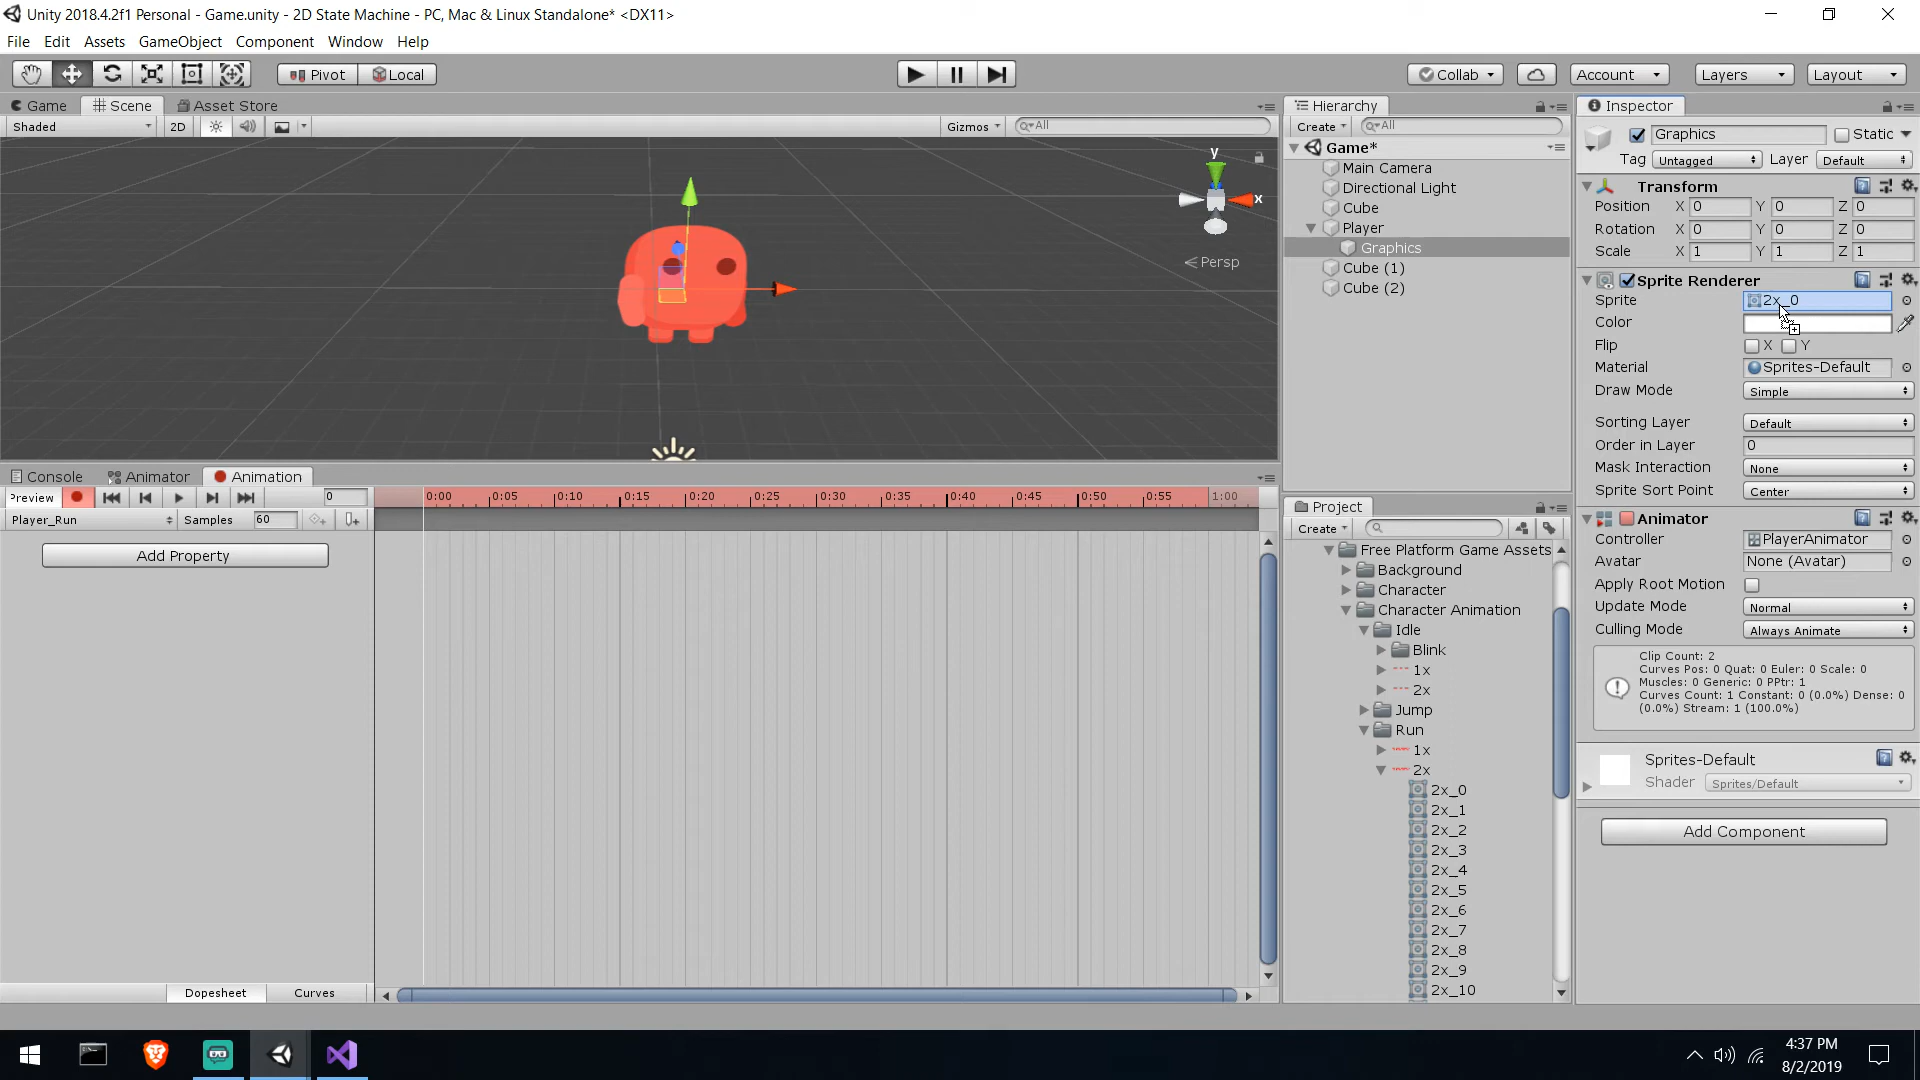 Unity 2018.4.2f1 Personal - Game.unity - 2D State Machine - PC, Mac & Linux Standalone* <DX11>
File Edit Assets GameObject Component Window Help
Pivot Local Collab Account Layers Layout
Game Scene Asset Store
Shaded 2D Gizmos All
y
x
Persp
Hierarchy
Create All
Game*
Main Camera
Directional Light
Cube
Player
Graphics
Cube (1)
Cube (2)
Inspector
Graphics Static
Tag Untagged Layer Default
Transform
Position X 0 Y 0 Z 0
Rotation X 0 Y 0 Z 0
Scale X 1 Y 1 Z 1
Sprite Renderer
Sprite 2x_0
Color
Flip X Y
Material Sprites-Default
Draw Mode Simple
Sorting Layer Default
Order in Layer 0
Mask Interaction None
Sprite Sort Point Center
Animator
Controller PlayerAnimator
Avatar None (Avatar)
Apply Root Motion
Update Mode Normal
Culling Mode Always Animate
Clip Count: 2
Curves Pos: 0 Quat: 0 Euler: 0 Scale: 0
Muscles: 0 Generic: 0 PPtr: 1
Curves Count: 1 Constant: 0 (0.0%) Dense: 0
(0.0%) Stream: 1 (100.0%)
Sprites-Default
Shader Sprites/Default
Add Component
Console Animator Animation
Preview 0 0:00 0:05 0:10 0:15 0:20 0:25 0:30 0:35 0:40 0:45 0:50 0:55 1:00
Player_Run Samples 60
Add Property
Dopesheet Curves
Project
Create
Free Platform Game Assets
Background
Character
Character Animation
Idle
Blink
1x
2x
Jump
Run
1x
2x
2x_0
2x_1
2x_2
2x_3
2x_4
2x_5
2x_6
2x_7
2x_8
2x_9
2x_10
4:37 PM
8/2/2019